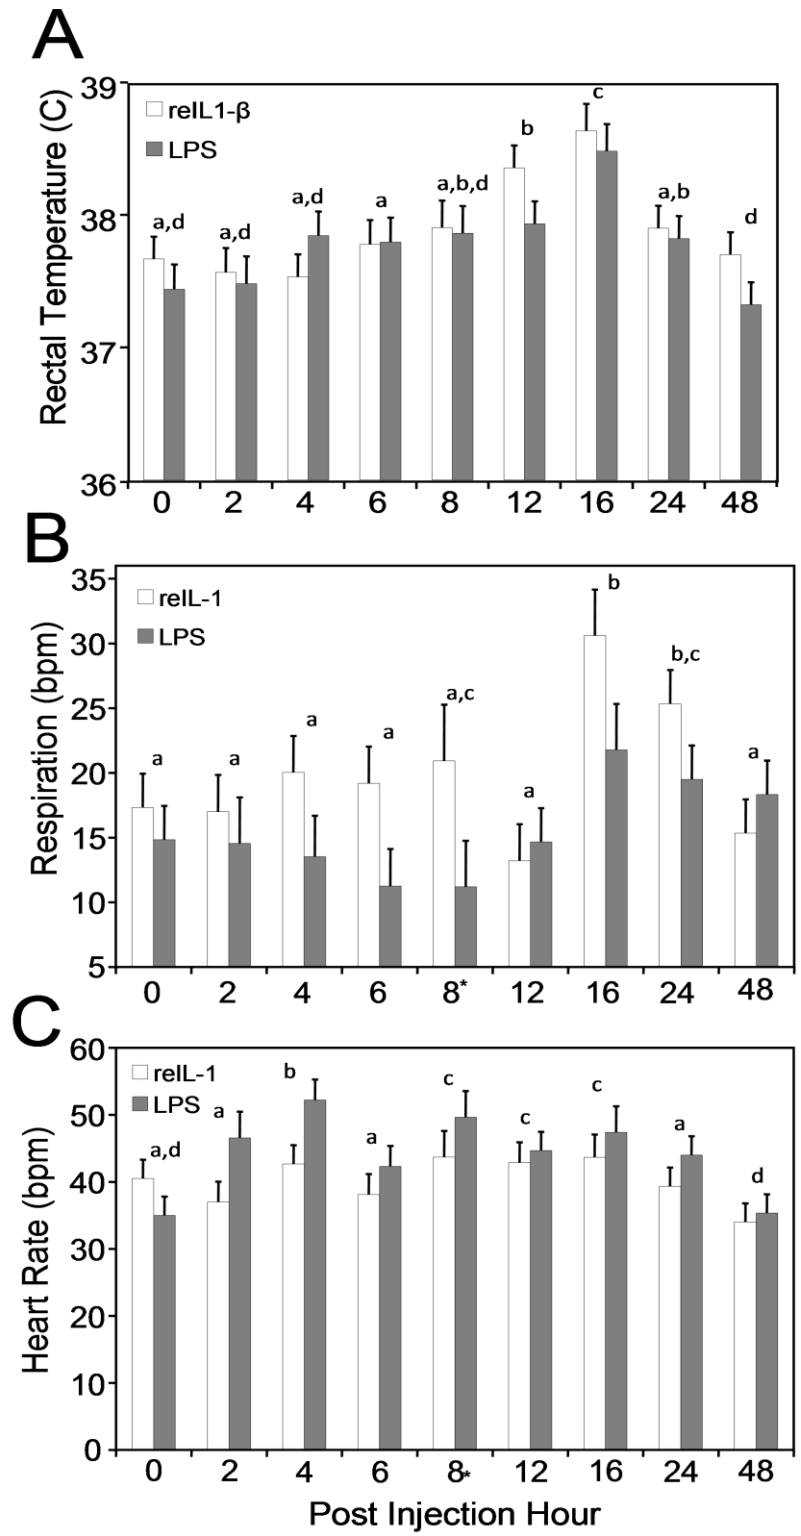 A
Rectal Temperature (C)
39
38
37
36
reIL1-β
LPS
a,d
a,d
a,d
a
a,b,d
b
c
a,b
d
0 2 4 6 8 12 16 24 48
B
Respiration (bpm)
35
30
25
20
15
10
5
reIL-1
LPS
a
a
a
a
a,c
a
b
b,c
a
0 2 4 6 8* 12 16 24 48
C
Heart Rate (bpm)
60
50
40
30
20
10
0
reIL-1
LPS
a,d
a
b
a
c
c
c
a
d
0 2 4 6 8* 12 16 24 48
Post Injection Hour